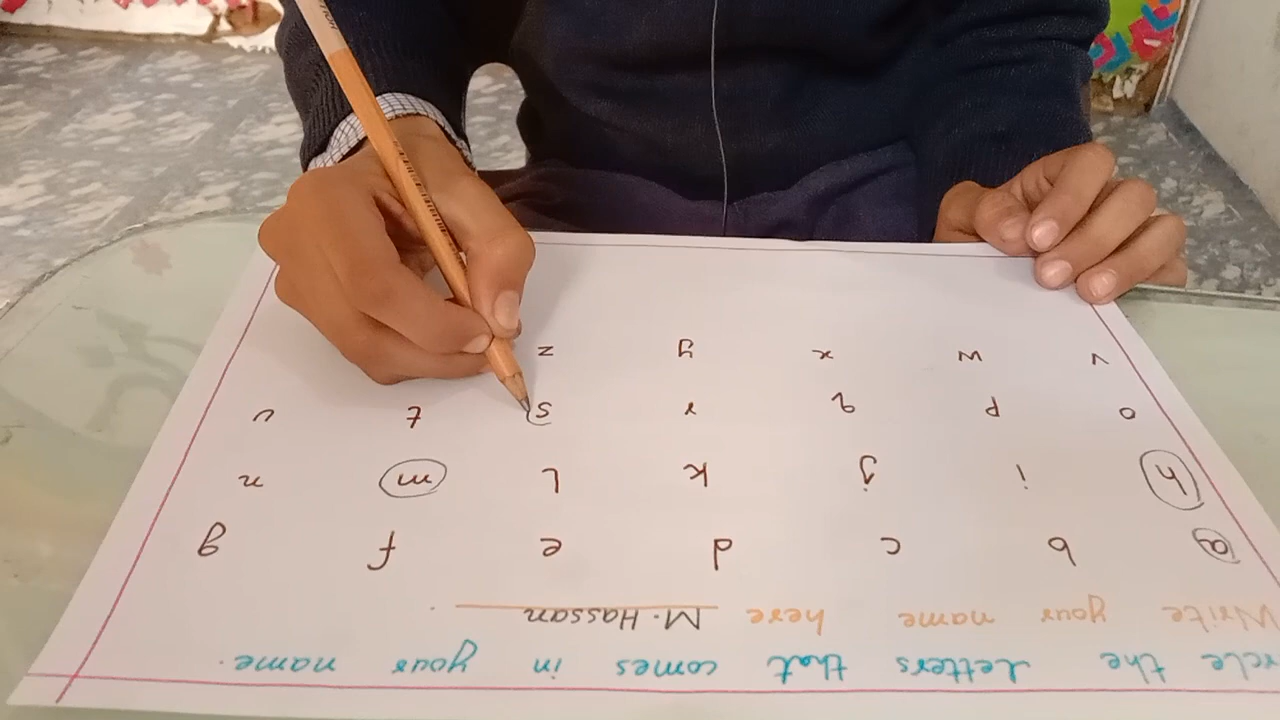 rcle the letters that comes in your name.
Write your name here M. Hassan.
a b c d e f g
h i j k l m n
o p q r s t u
v w x y z